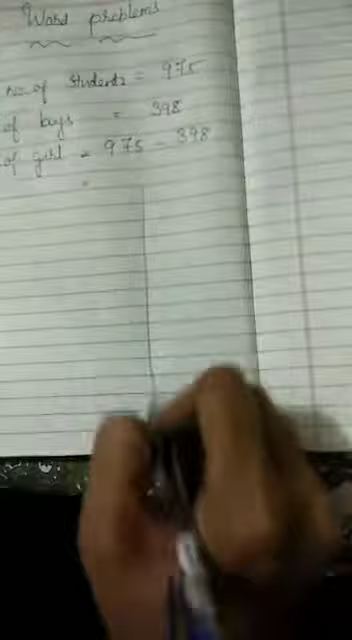 Word problems
No. of students = 975
of boys = 398
of girl = 975 - 398
=